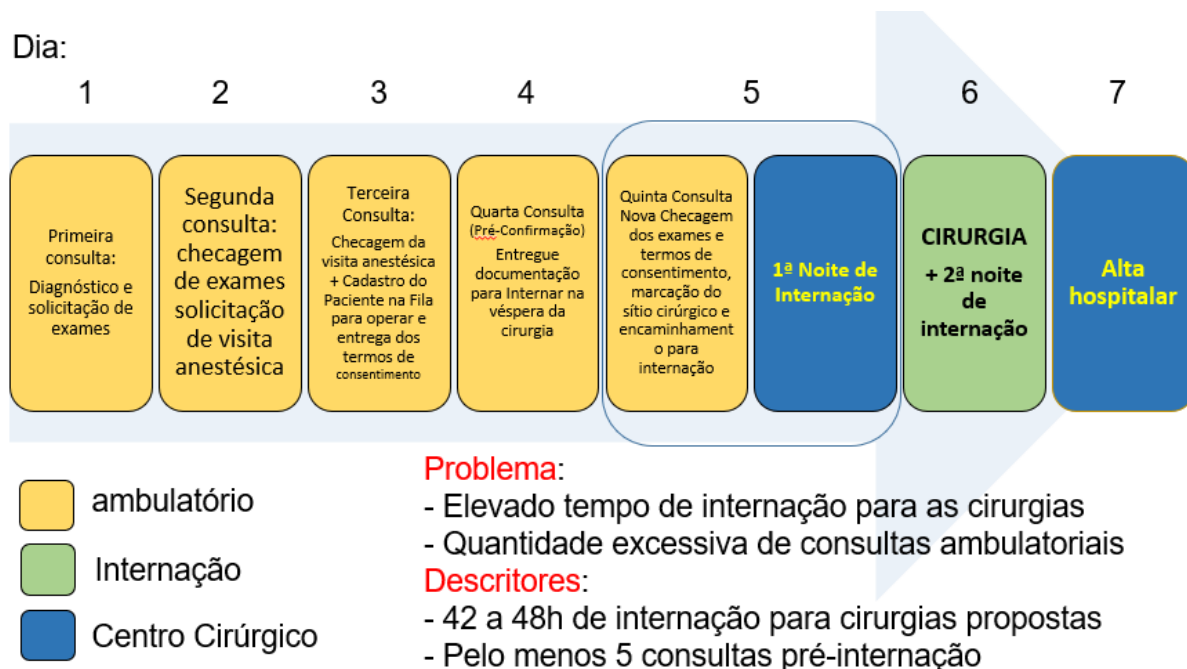 Dia:
1
2
3
4
5
6
7
Primeira
consulta:
Diagnóstico e
solicitação de
exames
Segunda
consulta:
checagem
de exames
solicitação
de visita
anestésica
Terceira
Consulta:
Checagem da
visita anestésica
+ Cadastro do
Paciente na Fila
para operar e
entrega dos
termos de
consentimento
Quarta Consulta
(Pré-Confirmação)
Entregue
documentação
para Internar na
véspera da
cirurgia
Quinta Consulta
Nova Checagem
dos exames e
termos de
consentimento,
marcação do
sítio cirúrgico e
encaminhament
o para
internação
1ª Noite de
Internação
CIRURGIA
+ 2ª noite
de
internação
Alta
hospitalar
ambulatório
Internação
Centro Cirúrgico
Problema:
- Elevado tempo de internação para as cirurgias
- Quantidade excessiva de consultas ambulatoriais
Descritores:
- 42 a 48h de internação para cirurgias propostas
- Pelo menos 5 consultas pré-internação